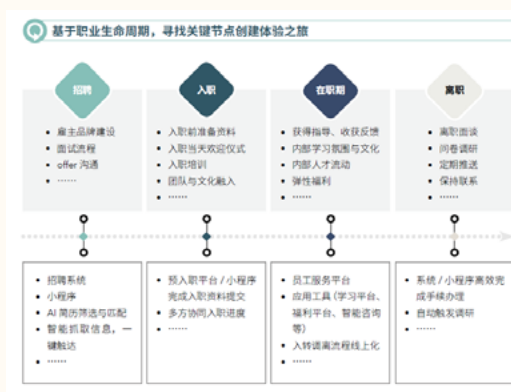 基于职业生命周期，寻找关键节点创建体验之旅
招聘
• 雇主品牌建设
• 面试流程
• offer 沟通
• ······
入职
• 入职前准备资料
• 入职当天欢迎仪式
• 入职培训
• 团队与文化融入
• ······
在职期
• 获得指导、收获反馈
• 内部学习氛围与文化
• 内部人才流动
• 弹性福利
• ······
离职
• 离职面谈
• 问卷调研
• 定期推送
• 保持联系
• ······
• 招聘系统
• 小程序
• AI 简历筛选与匹配
• 智能抓取信息，一
键触达
• ······
• 预入职平台 / 小程序
完成入职资料提交
• 多方协同入职进度
• ······
• 员工服务平台
• 应用工具（学习平台、
福利平台、智能咨询
等）
• 入转调离流程线上化
• ······
• 系统 / 小程序高效完
成手续办理
• 自动触发调研
• ······